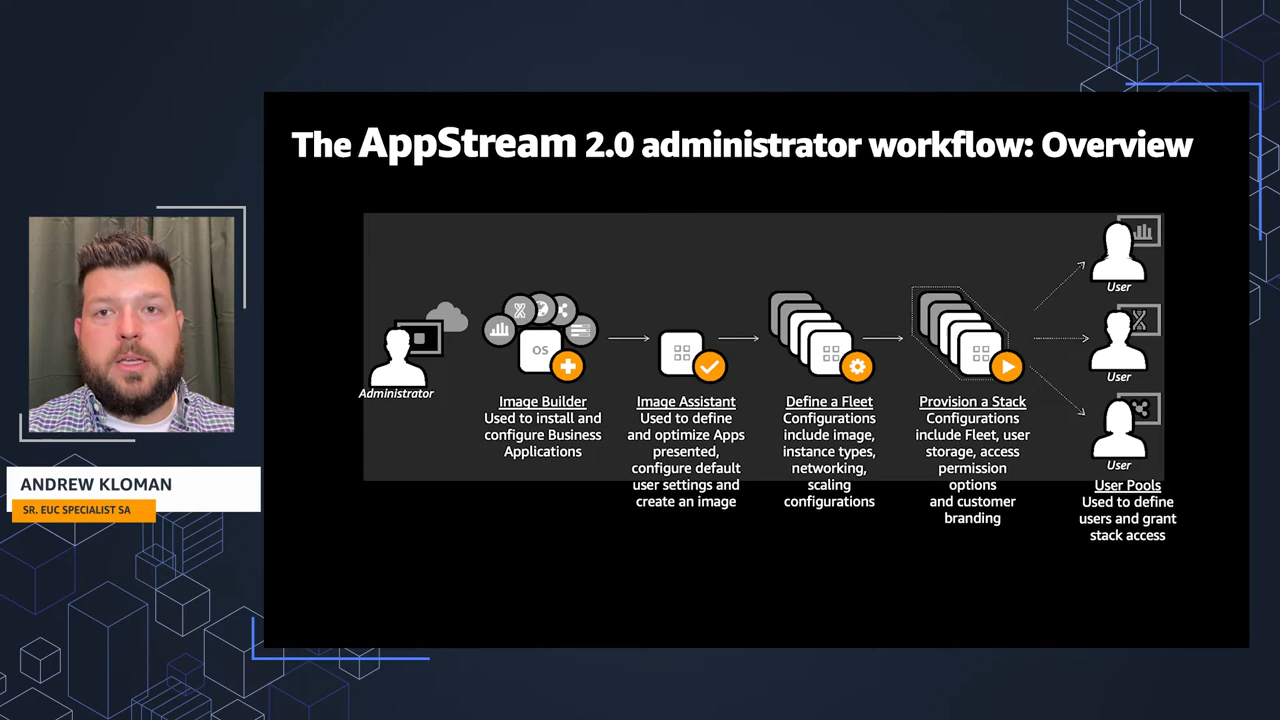 The AppStream 2.0 administrator workflow: Overview
ANDREW KLOMAN
SR. EUC SPECIALIST SA
Administrator
OS
Image Builder
Used to install and
configure Business
Applications
Image Assistant
Used to define
and optimize Apps
presented,
configure default
user settings and
create an image
Define a Fleet
Configurations
include image,
instance types,
networking,
scaling
configurations
Provision a Stack
Configurations
include Fleet, user
storage, access
permission
options
and customer
branding
User
User
User
User Pools
Used to define
users and grant
stack access